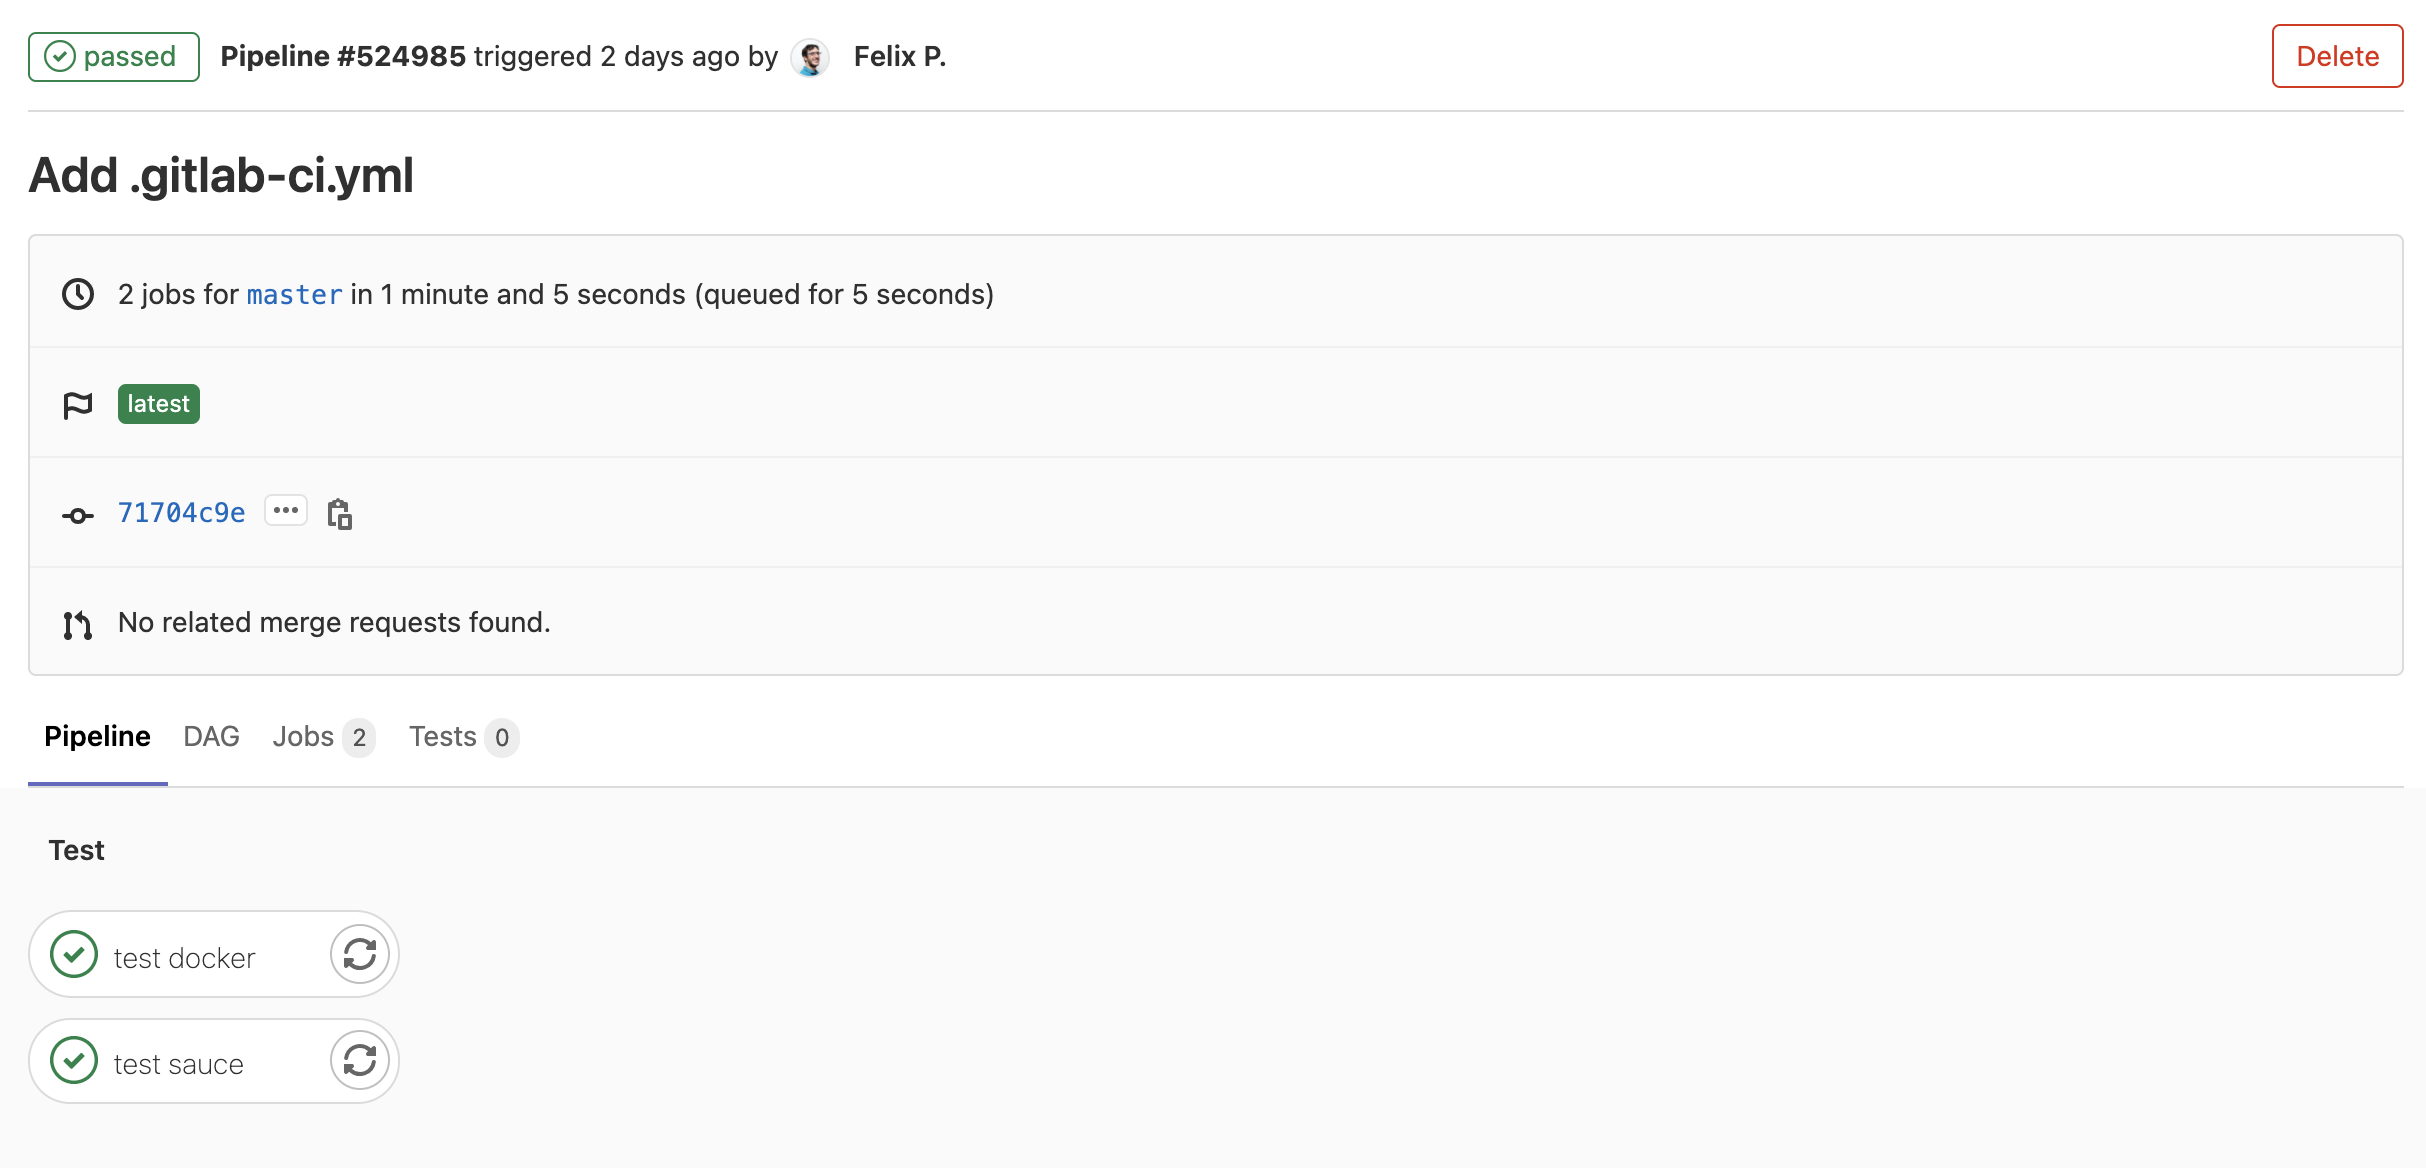 passed Pipeline #524985 triggered 2 days ago by Felix P. Delete
Add .gitlab-ci.yml
2 jobs for master in 1 minute and 5 seconds (queued for 5 seconds)
latest
71704c9e
No related merge requests found.
Pipeline DAG Jobs 2 Tests 0
Test
test docker
test sauce